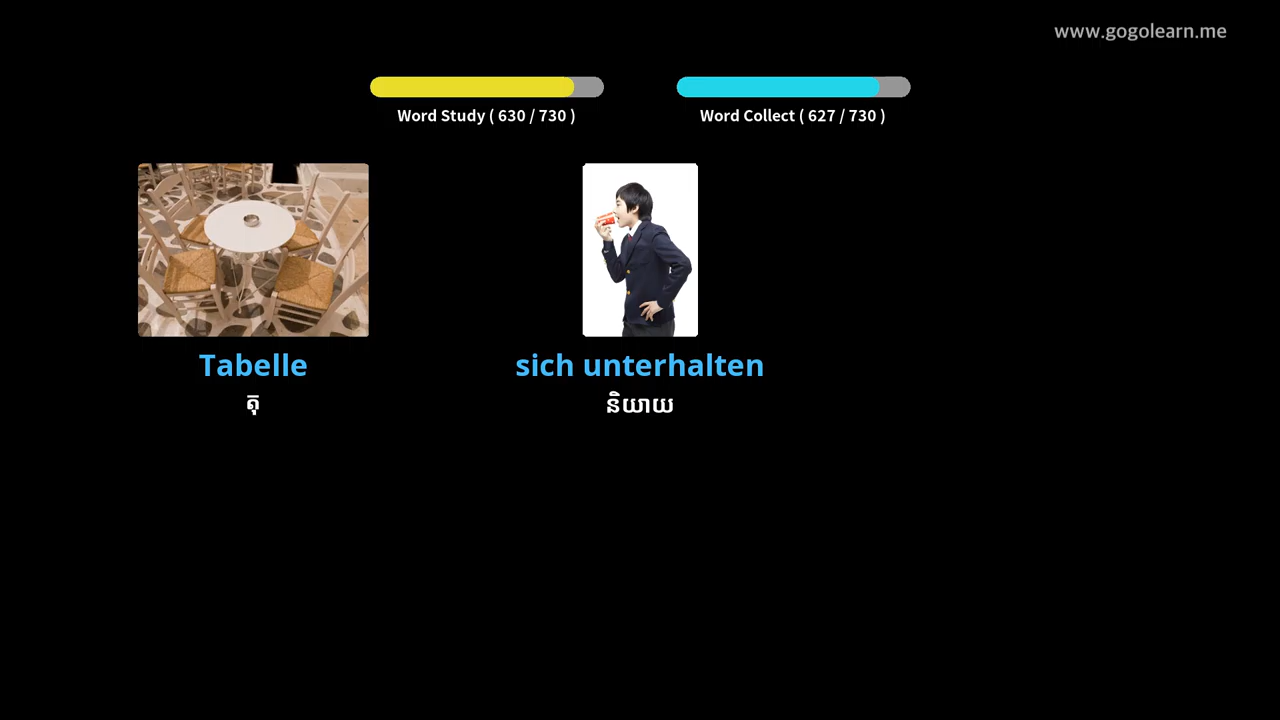 www.gogolearn.me
Word Study ( 630 / 730 )
Word Collect ( 627 / 730 )
Tabelle
តុ
sich unterhalten
និយាយ